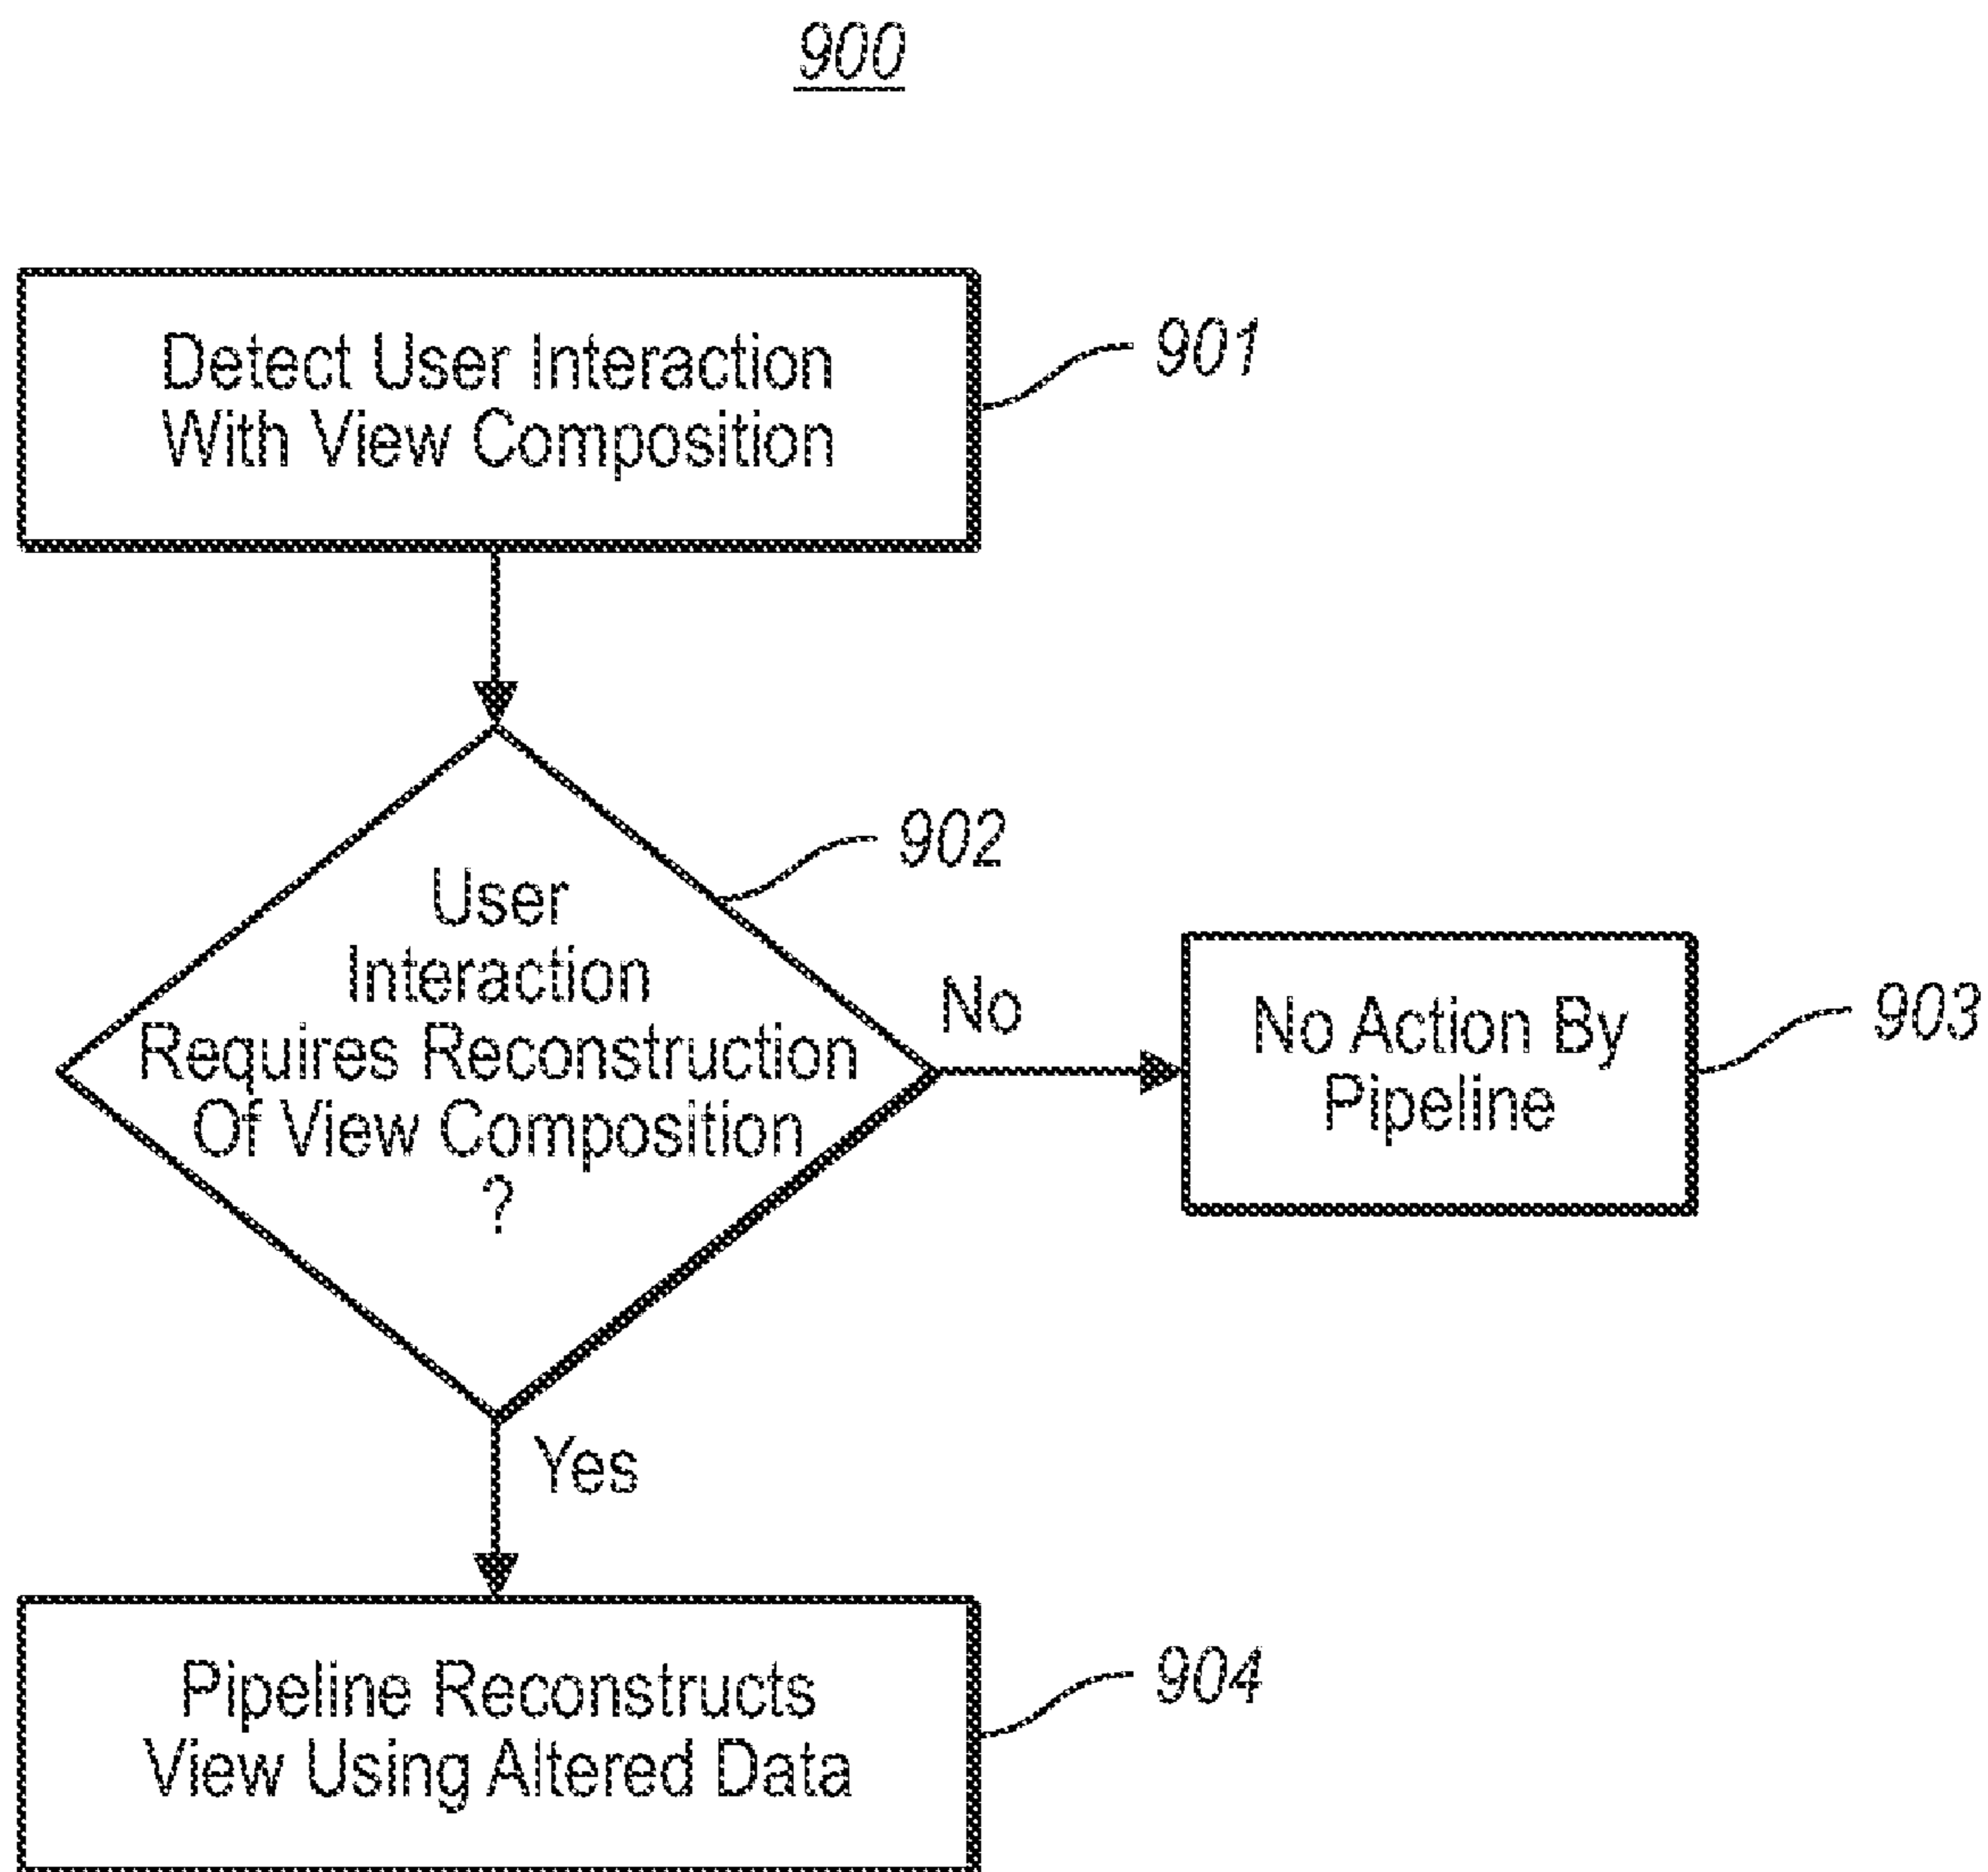 900
Detect User Interaction
With View Composition
901
User
Interaction
Requires Reconstruction
Of View Composition
?
902
No
No Action By
Pipeline
903
Yes
Pipeline Reconstructs
View Using Altered Data
904